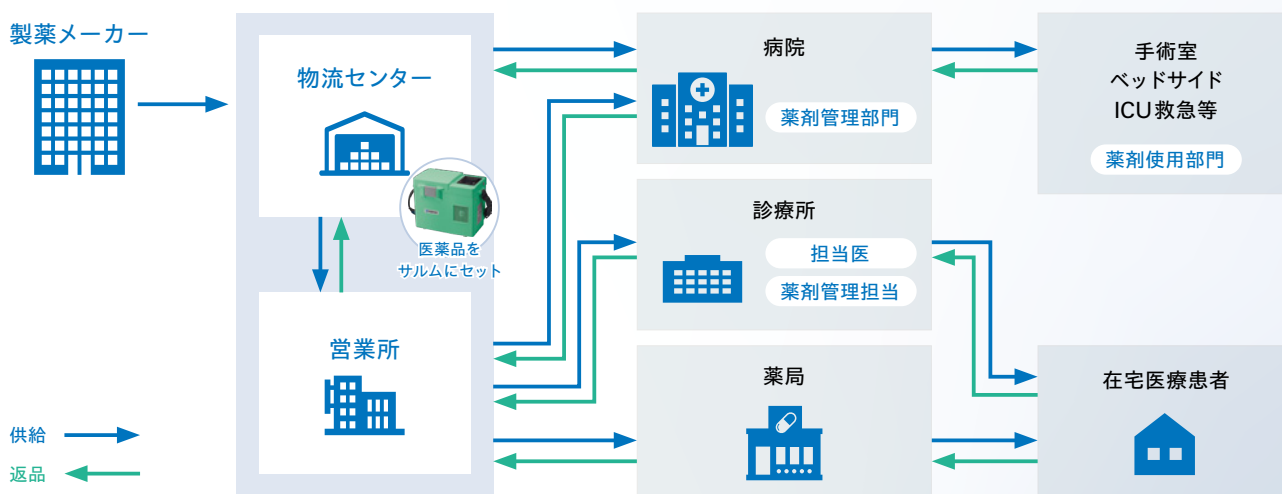 製薬メーカー
物流センター
医薬品を
サルムにセット
営業所
供給
返品
病院
薬剤管理部門
診療所
担当医
薬剤管理担当
薬局
手術室
ベッドサイド
ICU救急等
薬剤使用部門
在宅医療患者